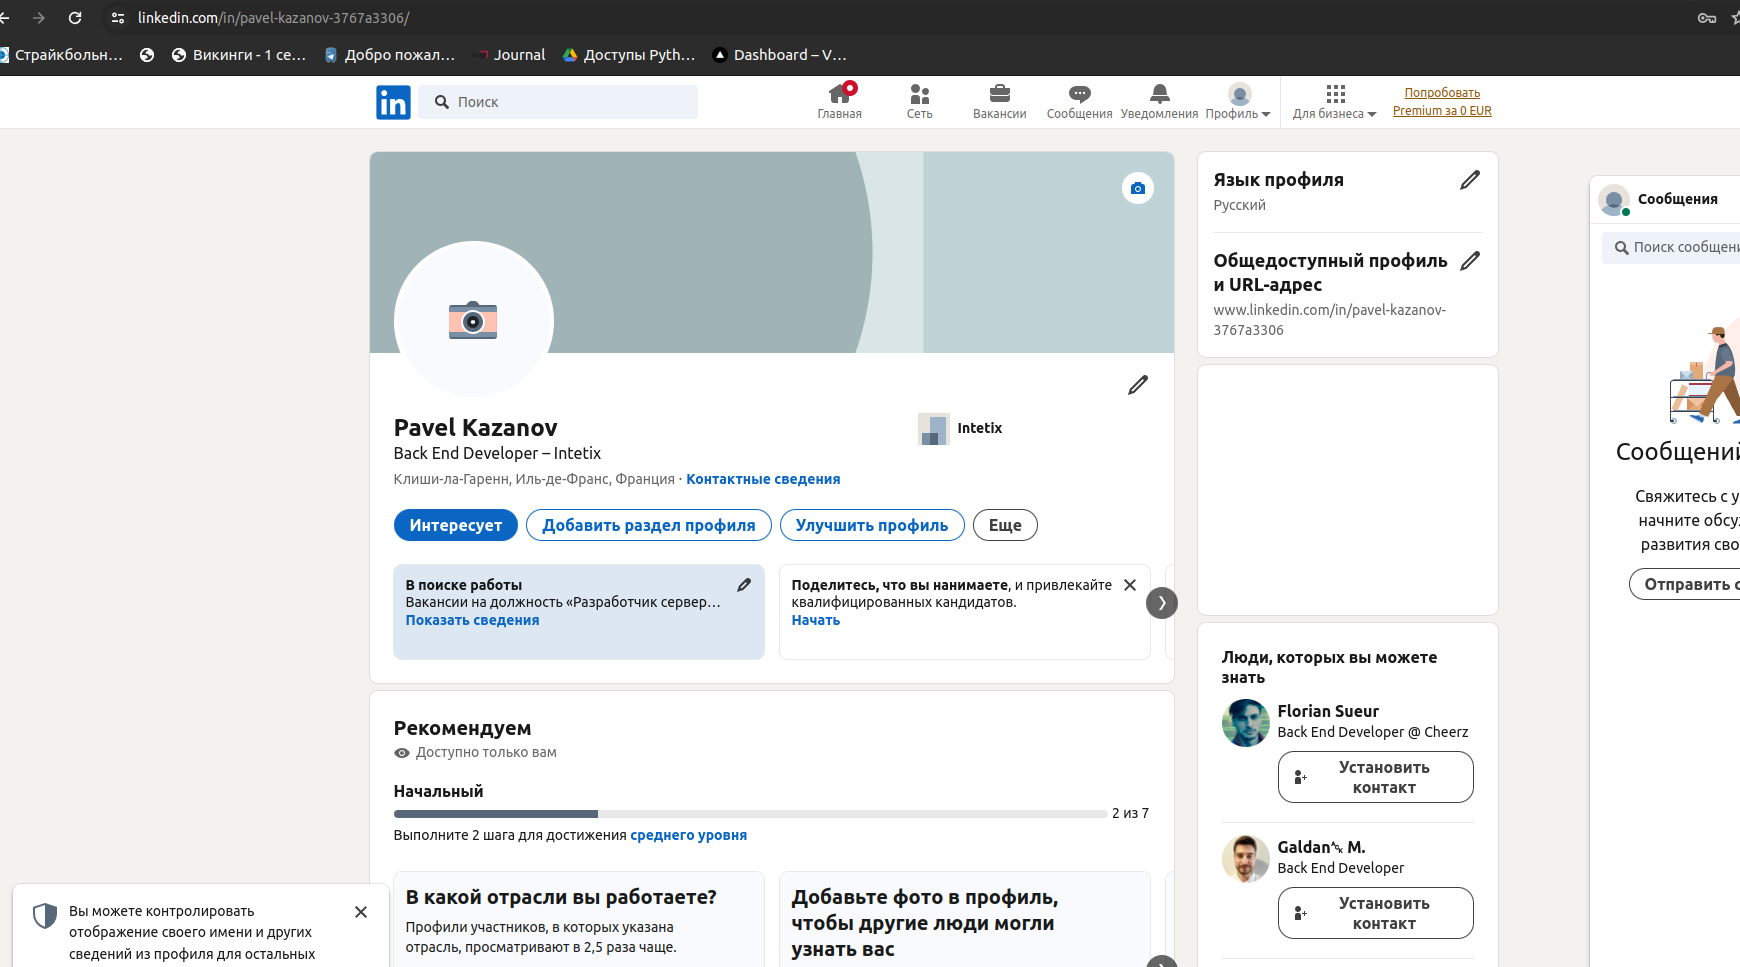 linkedin.com/in/pavel-kazanov-3767a3306/
Страйкбольн...
Викинги - 1 се...
Добро пожал...
Journal
Доступы Pyth...
Dashboard – V...
in
Поиск
Главная
Сеть
Вакансии
Сообщения
Уведомления
Профиль
Для бизнеса
Попробовать
Premium за 0 EUR
Pavel Kazanov
Back End Developer – Intetix
Клиши-ла-Гаренн, Иль-де-Франс, Франция · Контактные сведения
Intetix
Интересует
Добавить раздел профиля
Улучшить профиль
Еще
В поиске работы
Вакансии на должность «Разработчик сервер...
Показать сведения
Поделитесь, что вы нанимаете, и привлекайте
квалифицированных кандидатов.
Начать
Рекомендуем
Доступно только вам
Начальный
2 из 7
Выполните 2 шага для достижения среднего уровня
В какой отрасли вы работаете?
Профили участников, в которых указана
отрасль, просматривают в 2,5 раза чаще.
Добавьте фото в профиль,
чтобы другие люди могли
узнать вас
Вы можете контролировать
отображение своего имени и других
сведений из профиля для остальных
Язык профиля
Русский
Общедоступный профиль
и URL-адрес
www.linkedin.com/in/pavel-kazanov-
3767a3306
Люди, которых вы можете
знать
Florian Sueur
Back End Developer @ Cheerz
Установить
контакт
Galdan M.
Back End Developer
Установить
контакт
Сообщения
Поиск сообщени
Сообщений
Свяжитесь с у
начните обсу
развития сво
Отправить с